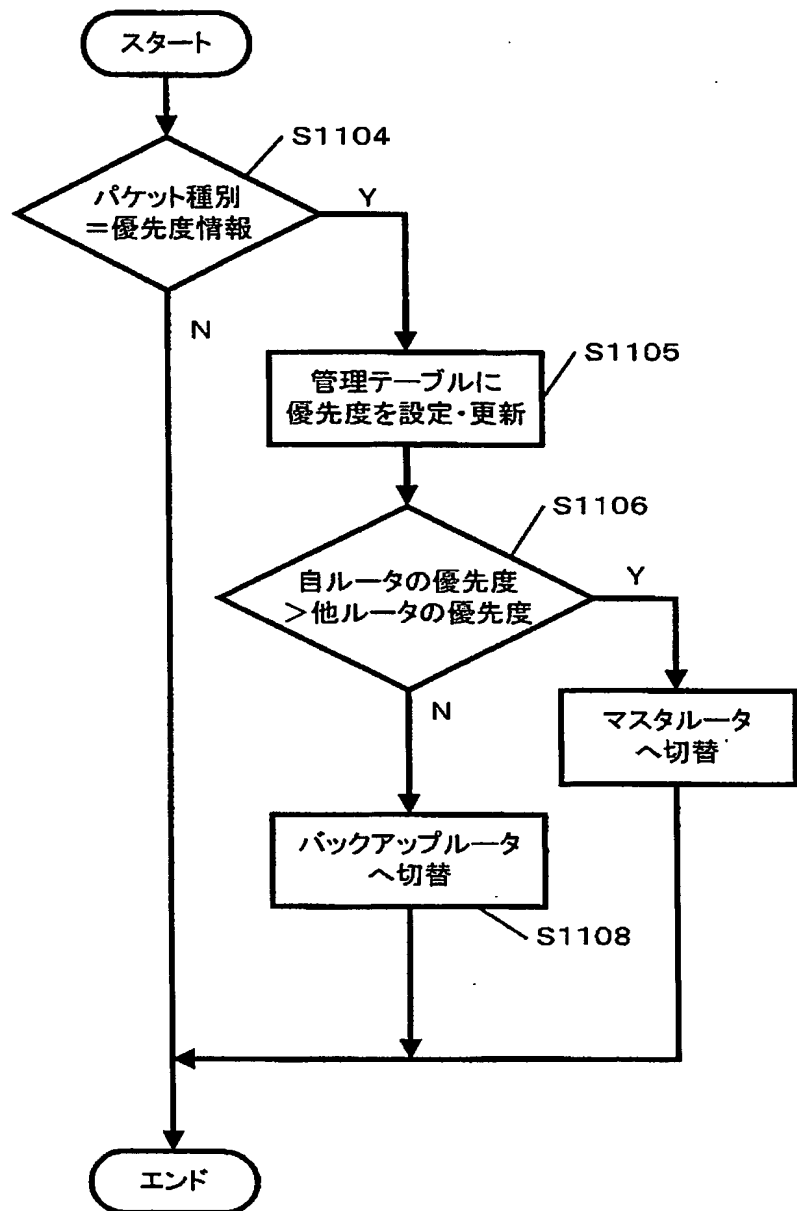 スタート
S1104
パケット種別
=優先度情報
Y
N
S1105
管理テーブルに
優先度を設定・更新
S1106
自ルータの優先度
>他ルータの優先度
Y
N
マスタルータ
へ切替
バックアップルータ
へ切替
S1108
エンド